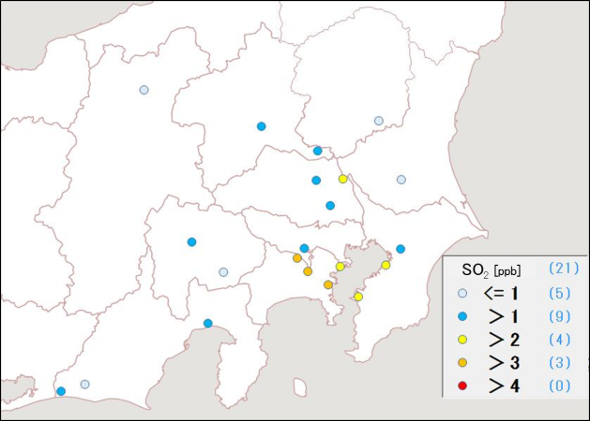 SO2 [ppb] (21)
<= 1 (5)
> 1 (9)
> 2 (4)
> 3 (3)
> 4 (0)